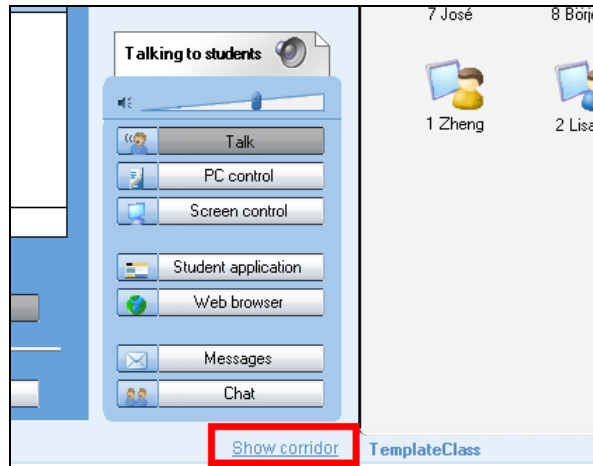 7 José
8 Börj
Talking to students
1 Zheng
2 Lisa
Talk
PC control
Screen control
Student application
Web browser
Messages
Chat
Show corridor
TemplateClass